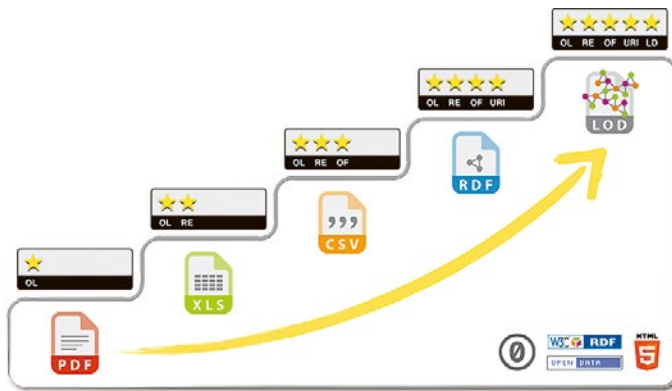 OL RE OF URI LD
OL RE OF URI
LOD
OL RE OF
RDF
OL RE
,,,
CSV
OL
XLS
PDF
0
W3C RDF
OPEN DATA
HTML
5